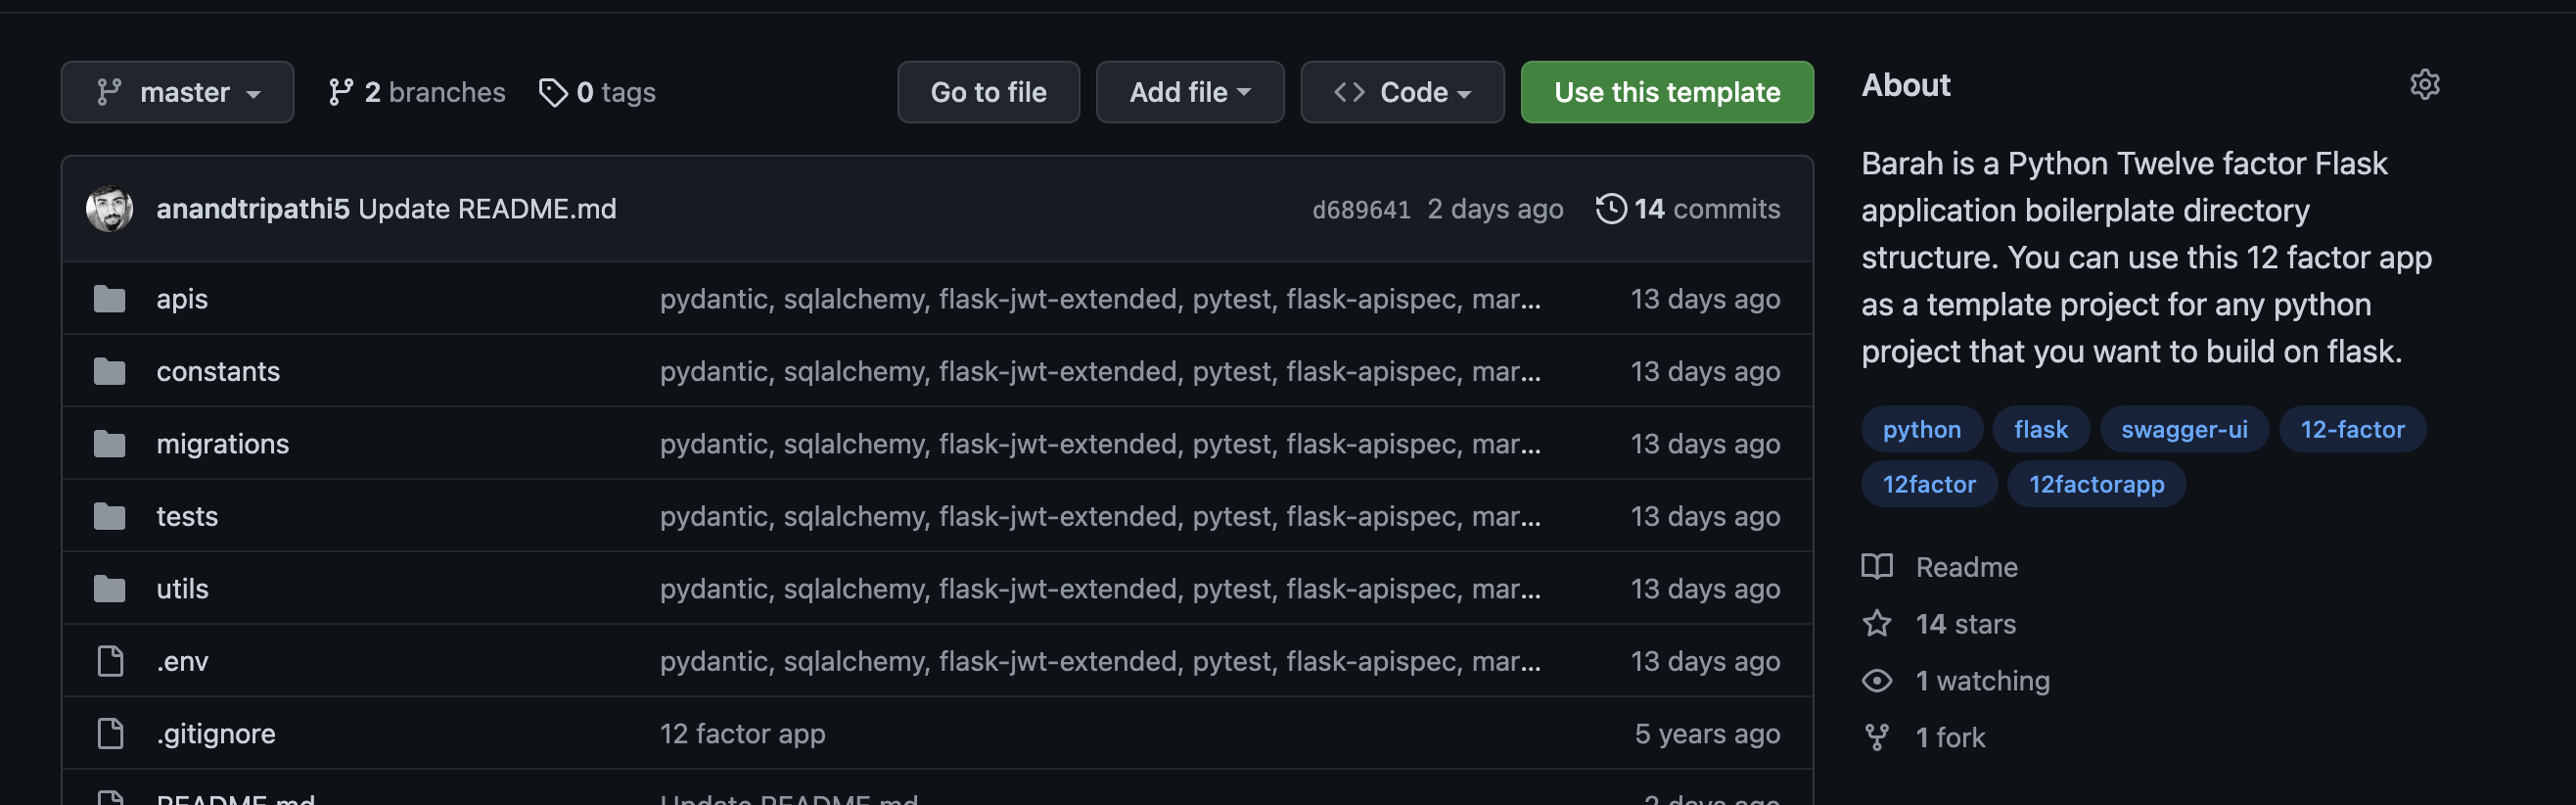 master
2 branches
0 tags
Go to file
Add file
Code
Use this template
anandtripathi5 Update README.md
d689641 2 days ago
14 commits
apis
pydantic, sqlalchemy, flask-jwt-extended, pytest, flask-apispec, mar...
13 days ago
constants
pydantic, sqlalchemy, flask-jwt-extended, pytest, flask-apispec, mar...
13 days ago
migrations
pydantic, sqlalchemy, flask-jwt-extended, pytest, flask-apispec, mar...
13 days ago
tests
pydantic, sqlalchemy, flask-jwt-extended, pytest, flask-apispec, mar...
13 days ago
utils
pydantic, sqlalchemy, flask-jwt-extended, pytest, flask-apispec, mar...
13 days ago
.env
pydantic, sqlalchemy, flask-jwt-extended, pytest, flask-apispec, mar...
13 days ago
.gitignore
12 factor app
5 years ago
README.md
Update README.md
2 days ago
About
Barah is a Python Twelve factor Flask
application boilerplate directory
structure. You can use this 12 factor app
as a template project for any python
project that you want to build on flask.
python
flask
swagger-ui
12-factor
12factor
12factorapp
Readme
14 stars
1 watching
1 fork